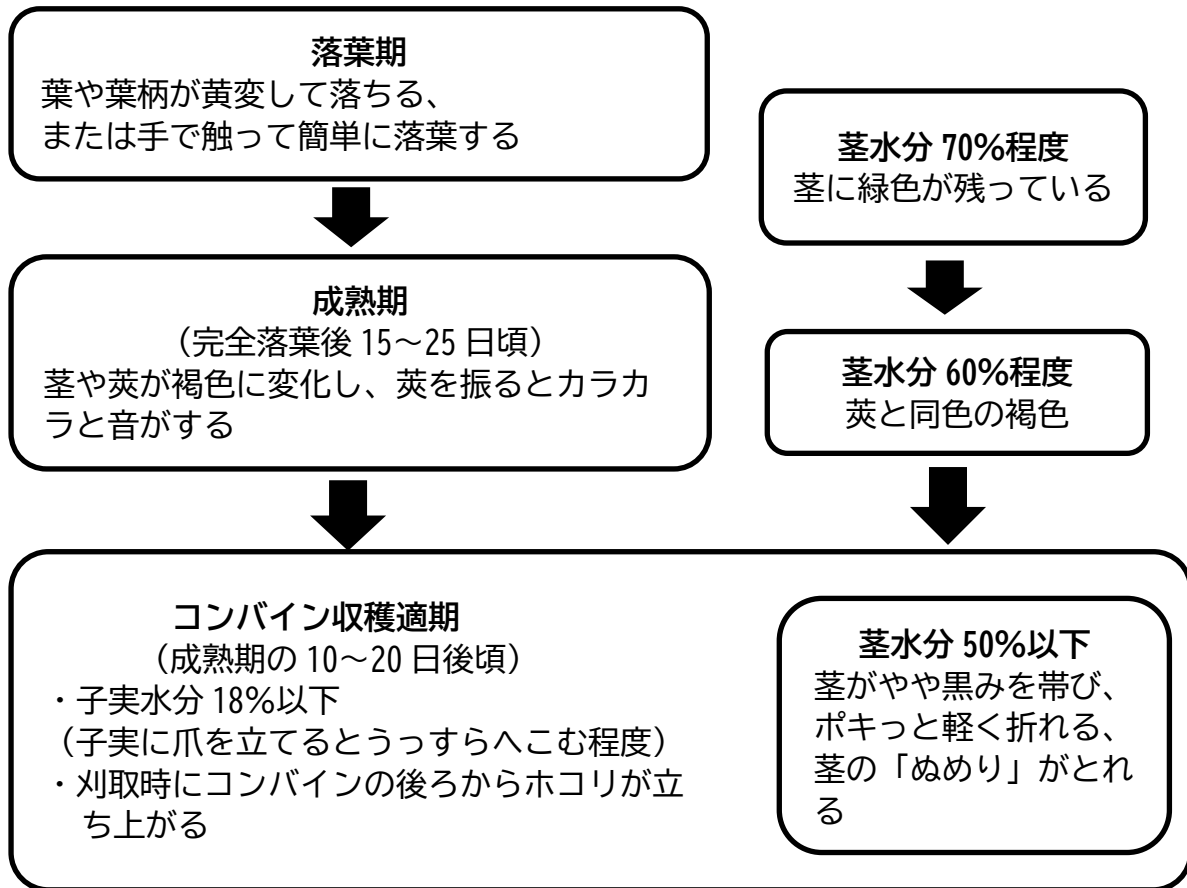 落葉期
葉や葉柄が黄変して落ちる、
または手で触って簡単に落葉する
茎水分 70%程度
茎に緑色が残っている
成熟期
（完全落葉後 15～25 日頃）
茎や莢が褐色に変化し、莢を振るとカラカ
ラと音がする
茎水分 60%程度
莢と同色の褐色
コンバイン収穫適期
（成熟期の 10～20 日後頃）
・子実水分 18%以下
（子実に爪を立てるとうっすらへこむ程度）
・刈取時にコンバインの後ろからホコリが立
ち上がる
茎水分 50%以下
茎がやや黒みを帯び、
ポキっと軽く折れる、
茎の「ぬめり」がとれ
る